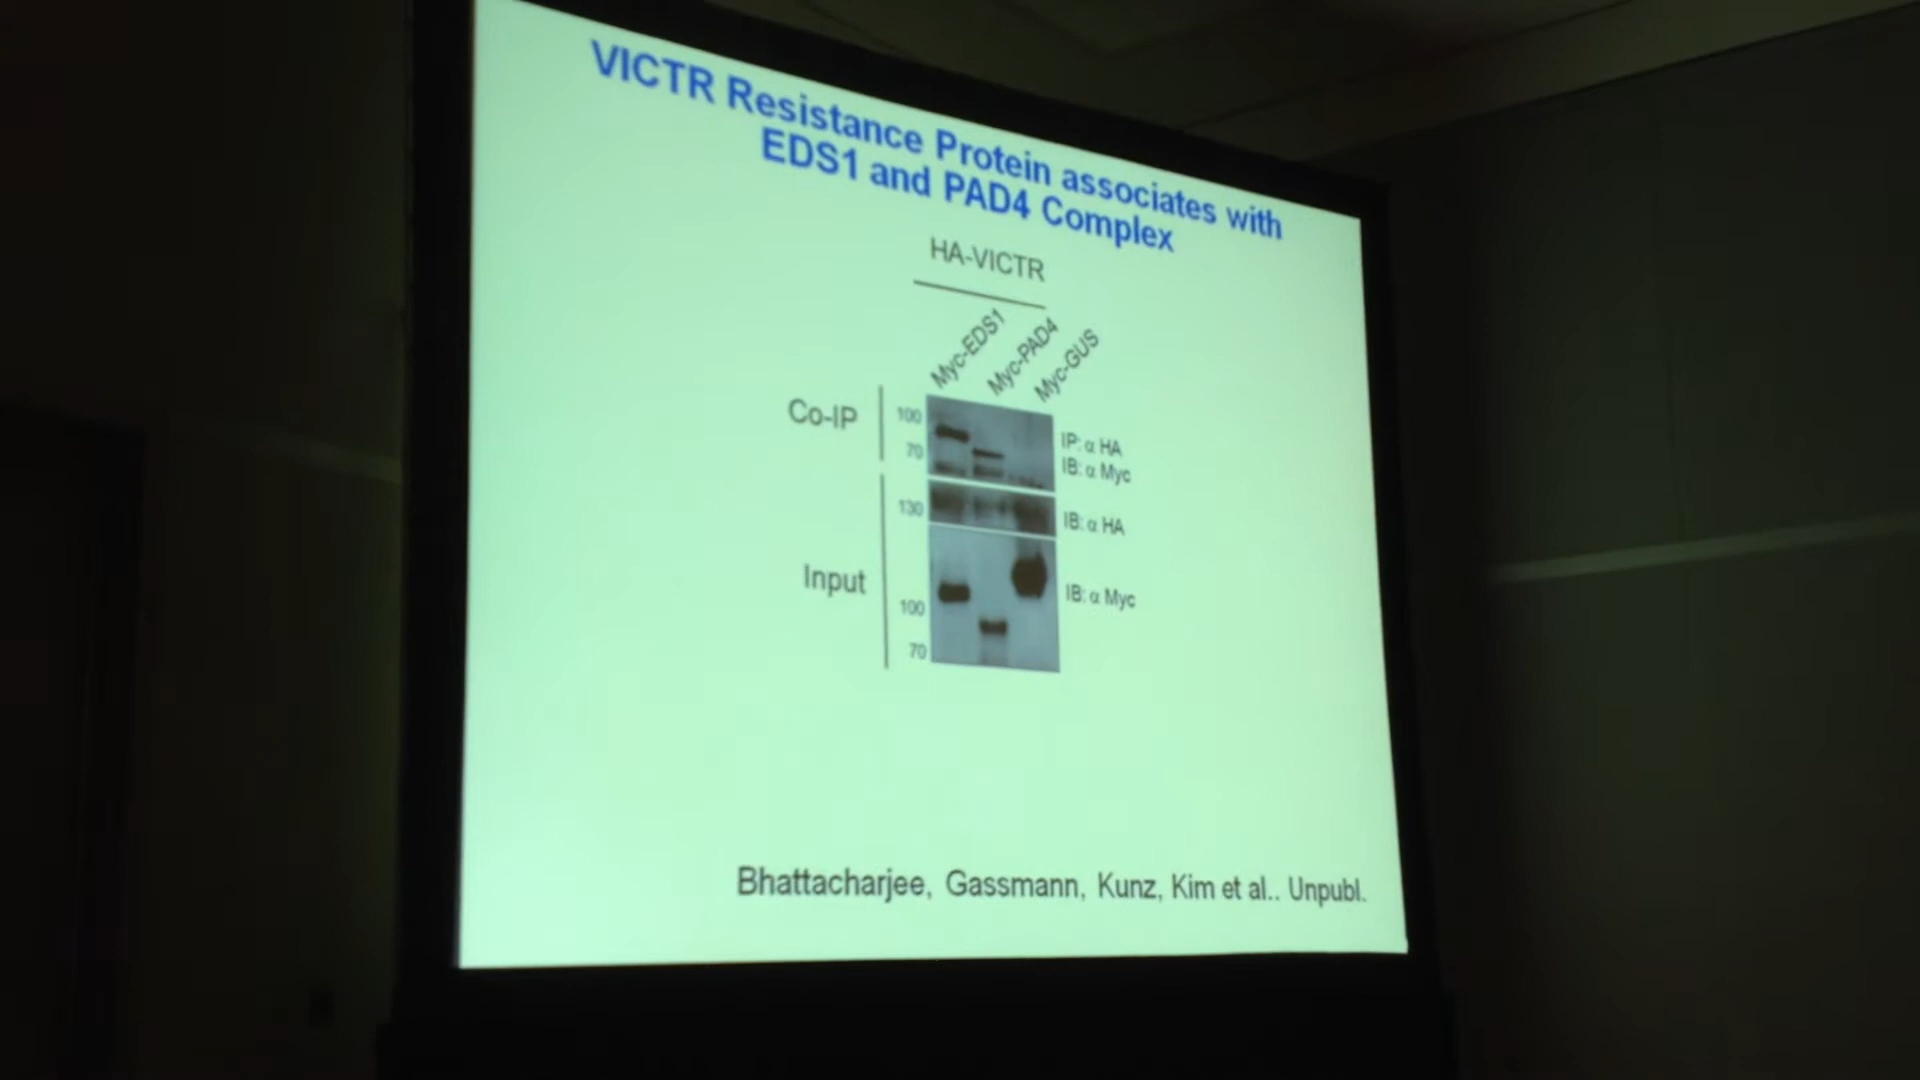 VICTR Resistance Protein associates with
EDS1 and PAD4 Complex
HA-VICTR
Myc-EDS1
Myc-PAD4
Myc-GUS
Co-IP
100
70
IP: α HA
IB: α Myc
130
IB: α HA
Input
100
70
IB: α Myc
Bhattacharjee, Gassmann, Kunz, Kim et al.. Unpubl.